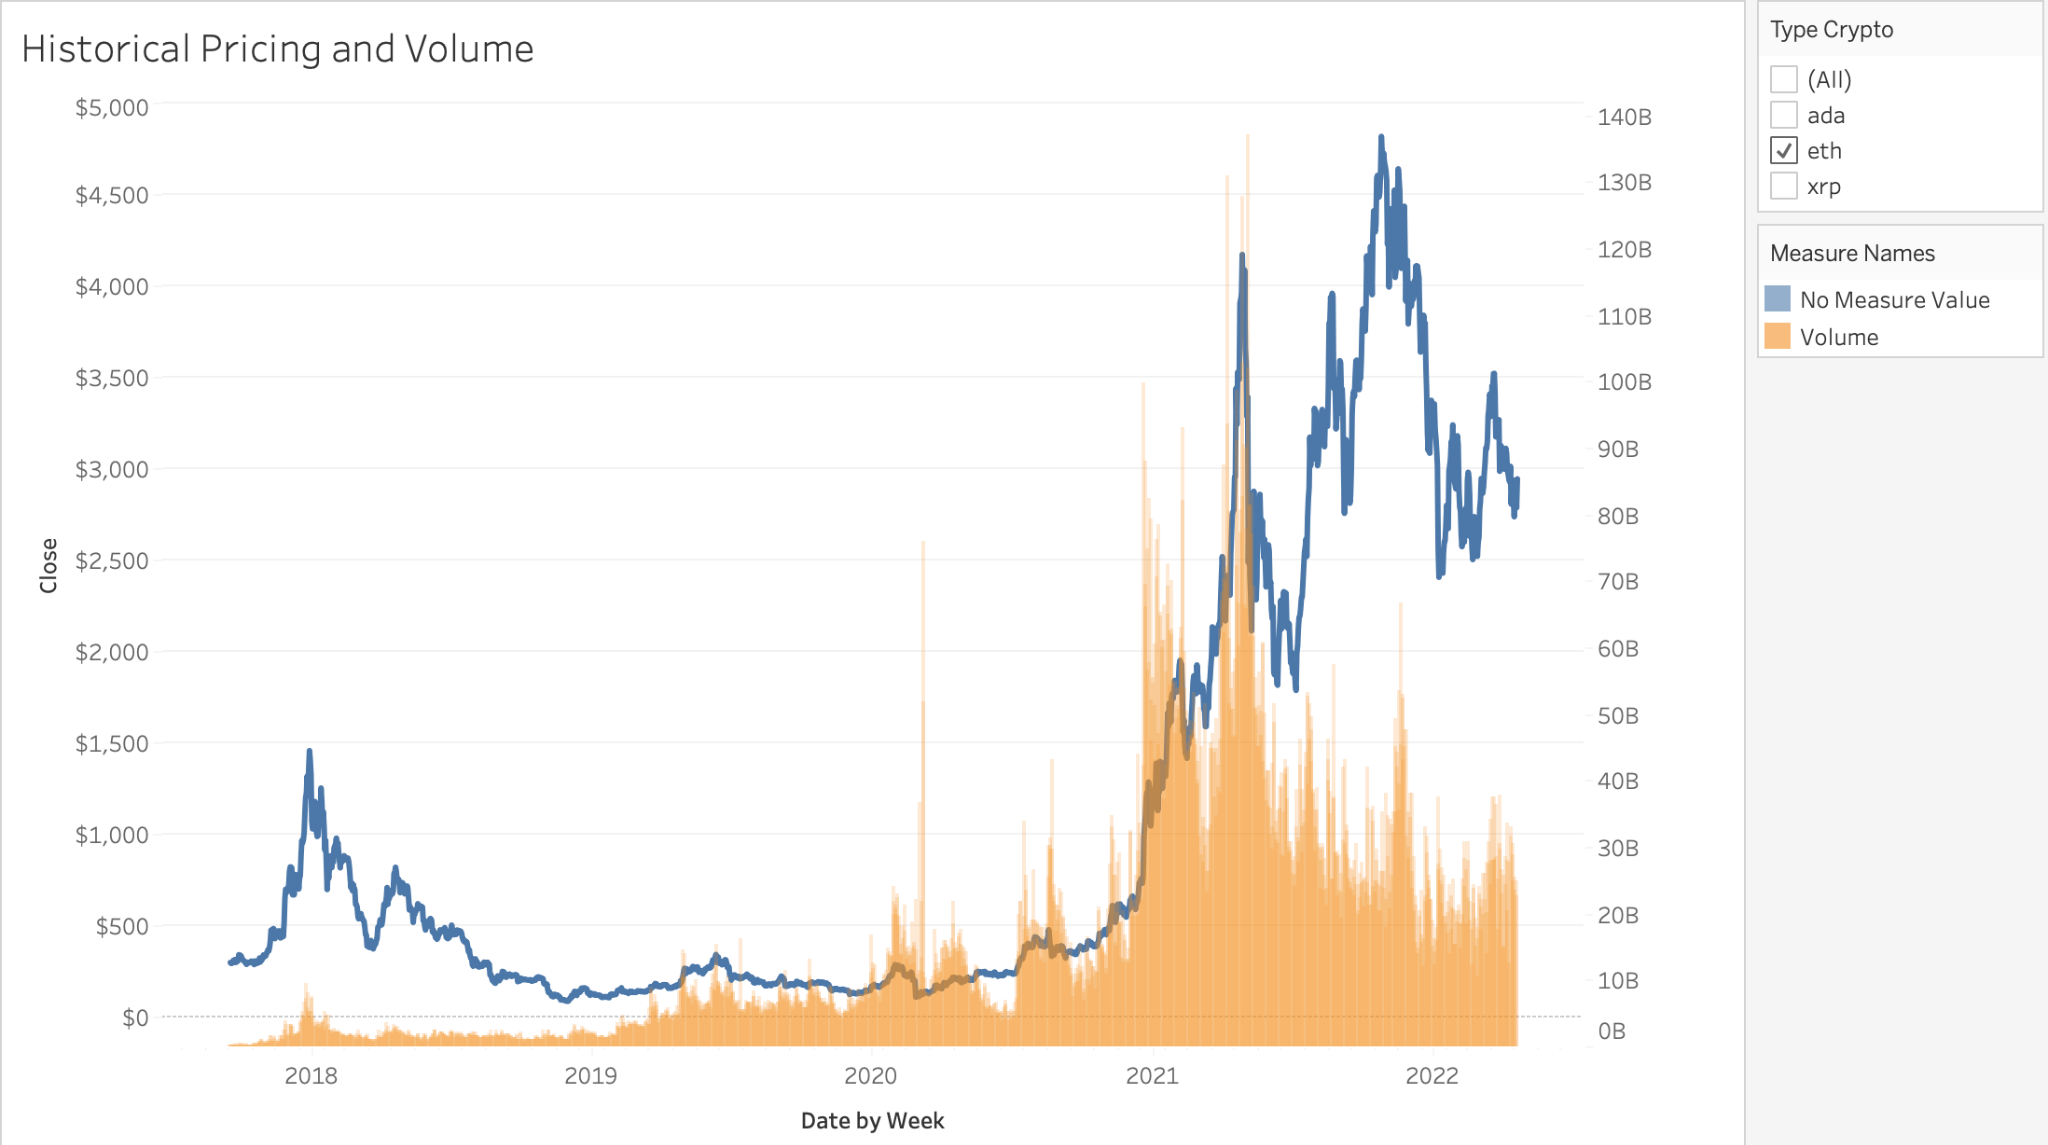 Historical Pricing and Volume
$5,000
$4,500
$4,000
$3,500
$3,000
$2,500
$2,000
$1,500
$1,000
$500
$0
Close
140B
130B
120B
110B
100B
90B
80B
70B
60B
50B
40B
30B
20B
10B
0B
2018
2019
2020
2021
2022
Date by Week
Type Crypto
(All)
ada
eth
xrp
Measure Names
No Measure Value
Volume